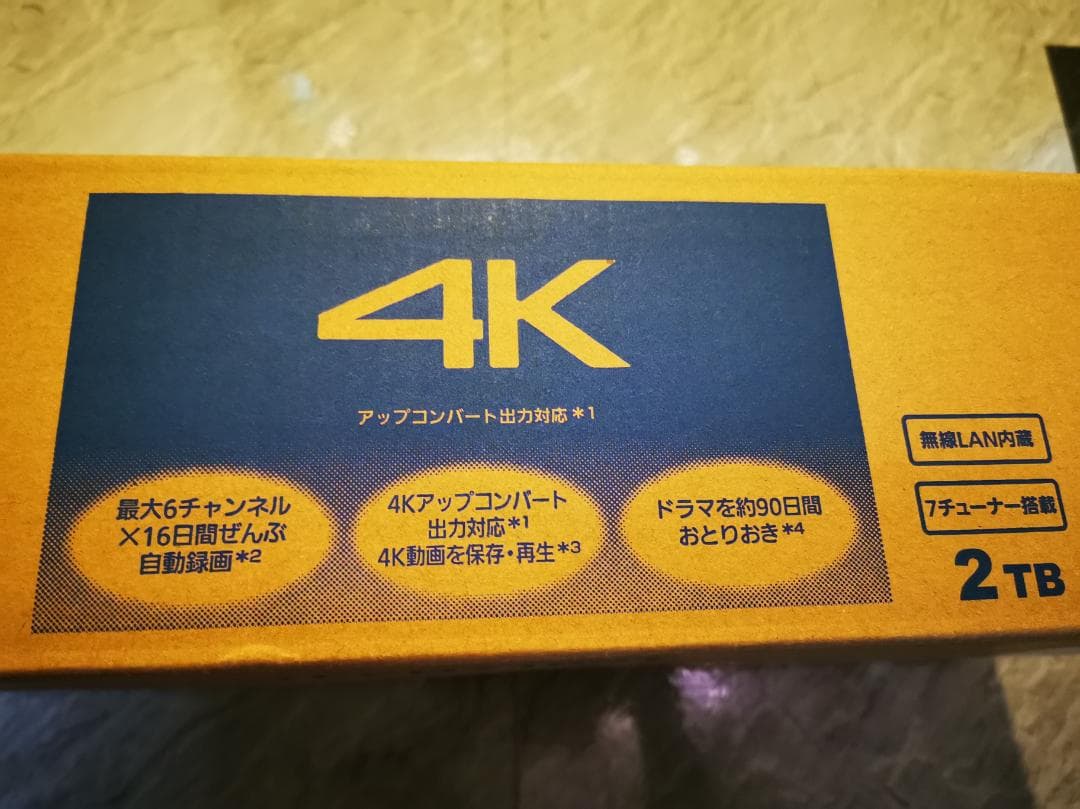 4K
アップコンバート出力対応*1
最大6チャンネル
×16日間ぜんぶ
自動録画*2
4Kアップコンバート
出力対応*1
4K動画を保存・再生*3
ドラマを約90日間
おとりおき*4
無線LAN内蔵
7チューナー搭載
2TB